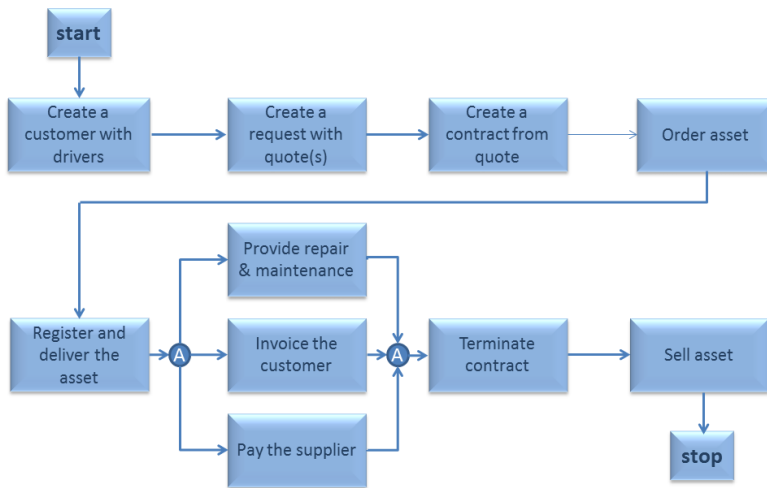 start
Create a
customer with
drivers
Create a
request with
quote(s)
Create a
contract from
quote
Order asset
Provide repair
& maintenance
Register and
deliver the
asset
A
Invoice the
customer
A
Terminate
contract
Sell asset
Pay the supplier
stop